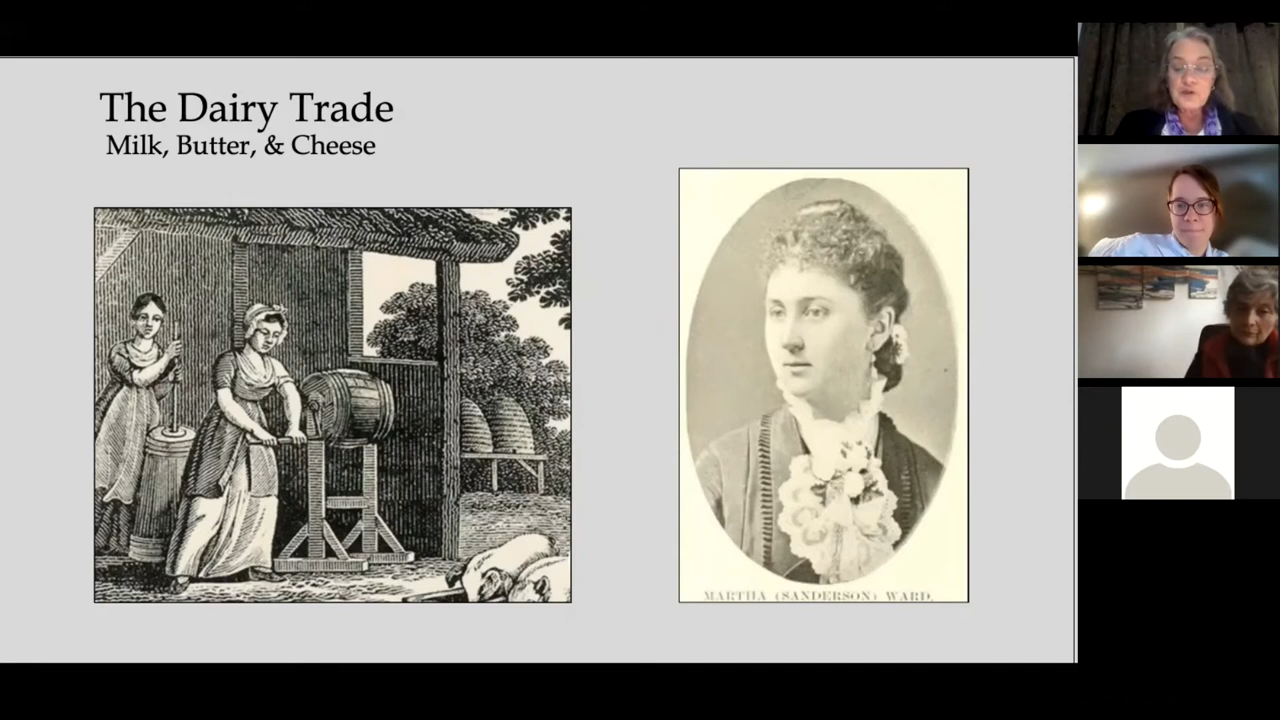 The Dairy Trade
Milk, Butter, & Cheese
MARTHA (SANDERSON) WARD.